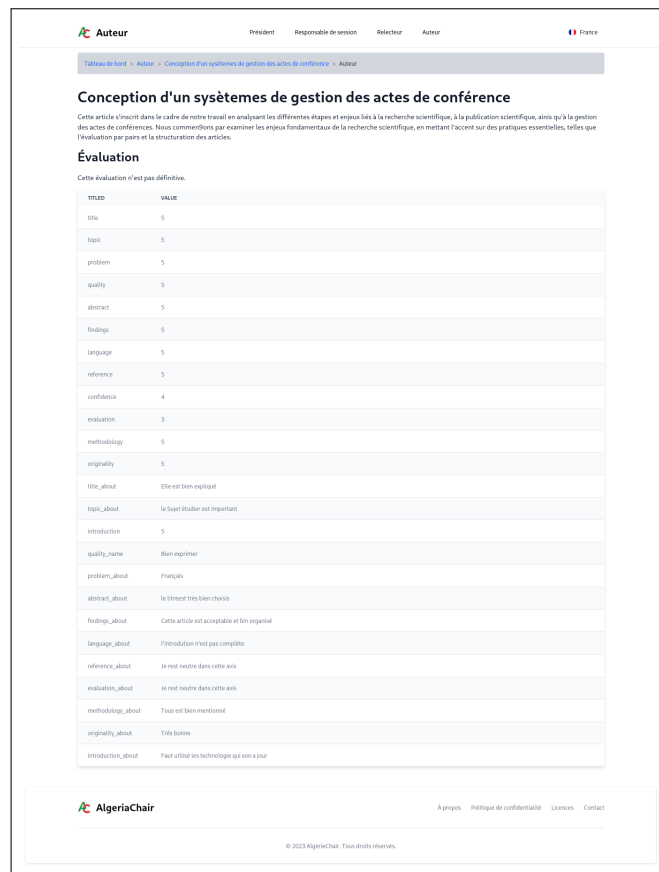 Auteur Président Responsable de session Relecteur Auteur France
Tableau de bord » Auteur » Conception d'un sysètemes de gestion des actes de conférence » Auteur
Conception d'un sysètemes de gestion des actes de conférence
Cette article s'inscrit dans le cadre de notre travail en analysant les différentes étapes et enjeux liés à la recherche scientifique, à la publication scientifique, ainis qu'à la gestion
des actes de conférences. Nous commen9ons par examiner les enjeux fondamentaux de la recherche scientifique, en mettant l'accent sur des pratiques essentielles, telles que
l'évaluation par pairs et la structuration des articles.
Évaluation
Cette évaluation n'est pas définitive.
TITLED VALUE
title 5
topic 5
problem 5
quality 5
abstract 5
findings 5
language 5
reference 5
confidence 4
evaluation 3
methodology 5
originality 5
title_about Elle est bien expliqué
topic_about le Sujet étudier est important
introduction 5
quality_name Bien exprimer
problem_about Français
abstract_about le titreest très bien choisis
findings_about Cette article est acceptable et bin organisé
language_about l'introdution n'est pas complète
reference_about Je rest neutre dans cette avis
evaluation_about Je rest neutre dans cette avis
methodology_about Tous est bien mentionné
originality_about Trés bonne
introduction_about Faut utilisé les technologie qui son a jour
AlgeriaChair À propos Politique de confidentialité Licences Contact
© 2023 AlgerieChair. Tous droits réservés.